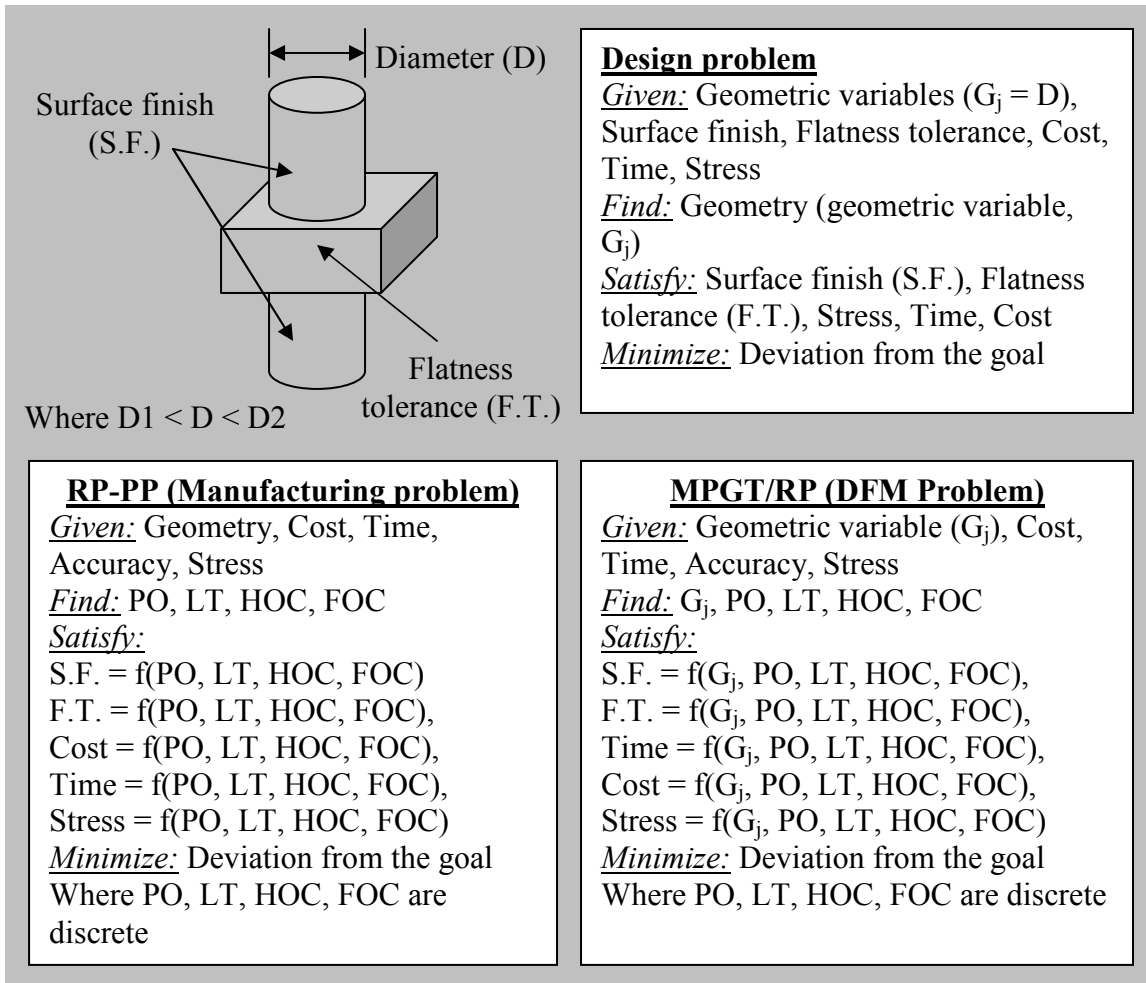 Diameter (D)
Surface finish
(S.F.)
Flatness
tolerance (F.T.)
Where D1 < D < D2
Design problem
Given: Geometric variables (Gj = D),
Surface finish, Flatness tolerance, Cost,
Time, Stress
Find: Geometry (geometric variable,
Gj)
Satisfy: Surface finish (S.F.), Flatness
tolerance (F.T.), Stress, Time, Cost
Minimize: Deviation from the goal
RP-PP (Manufacturing problem)
Given: Geometry, Cost, Time,
Accuracy, Stress
Find: PO, LT, HOC, FOC
Satisfy:
S.F. = f(PO, LT, HOC, FOC)
F.T. = f(PO, LT, HOC, FOC),
Cost = f(PO, LT, HOC, FOC),
Time = f(PO, LT, HOC, FOC),
Stress = f(PO, LT, HOC, FOC)
Minimize: Deviation from the goal
Where PO, LT, HOC, FOC are
discrete
MPGT/RP (DFM Problem)
Given: Geometric variable (Gj), Cost,
Time, Accuracy, Stress
Find: Gj, PO, LT, HOC, FOC
Satisfy:
S.F. = f(Gj, PO, LT, HOC, FOC),
F.T. = f(Gj, PO, LT, HOC, FOC),
Time = f(Gj, PO, LT, HOC, FOC),
Cost = f(Gj, PO, LT, HOC, FOC),
Stress = f(Gj, PO, LT, HOC, FOC)
Minimize: Deviation from the goal
Where PO, LT, HOC, FOC are discrete